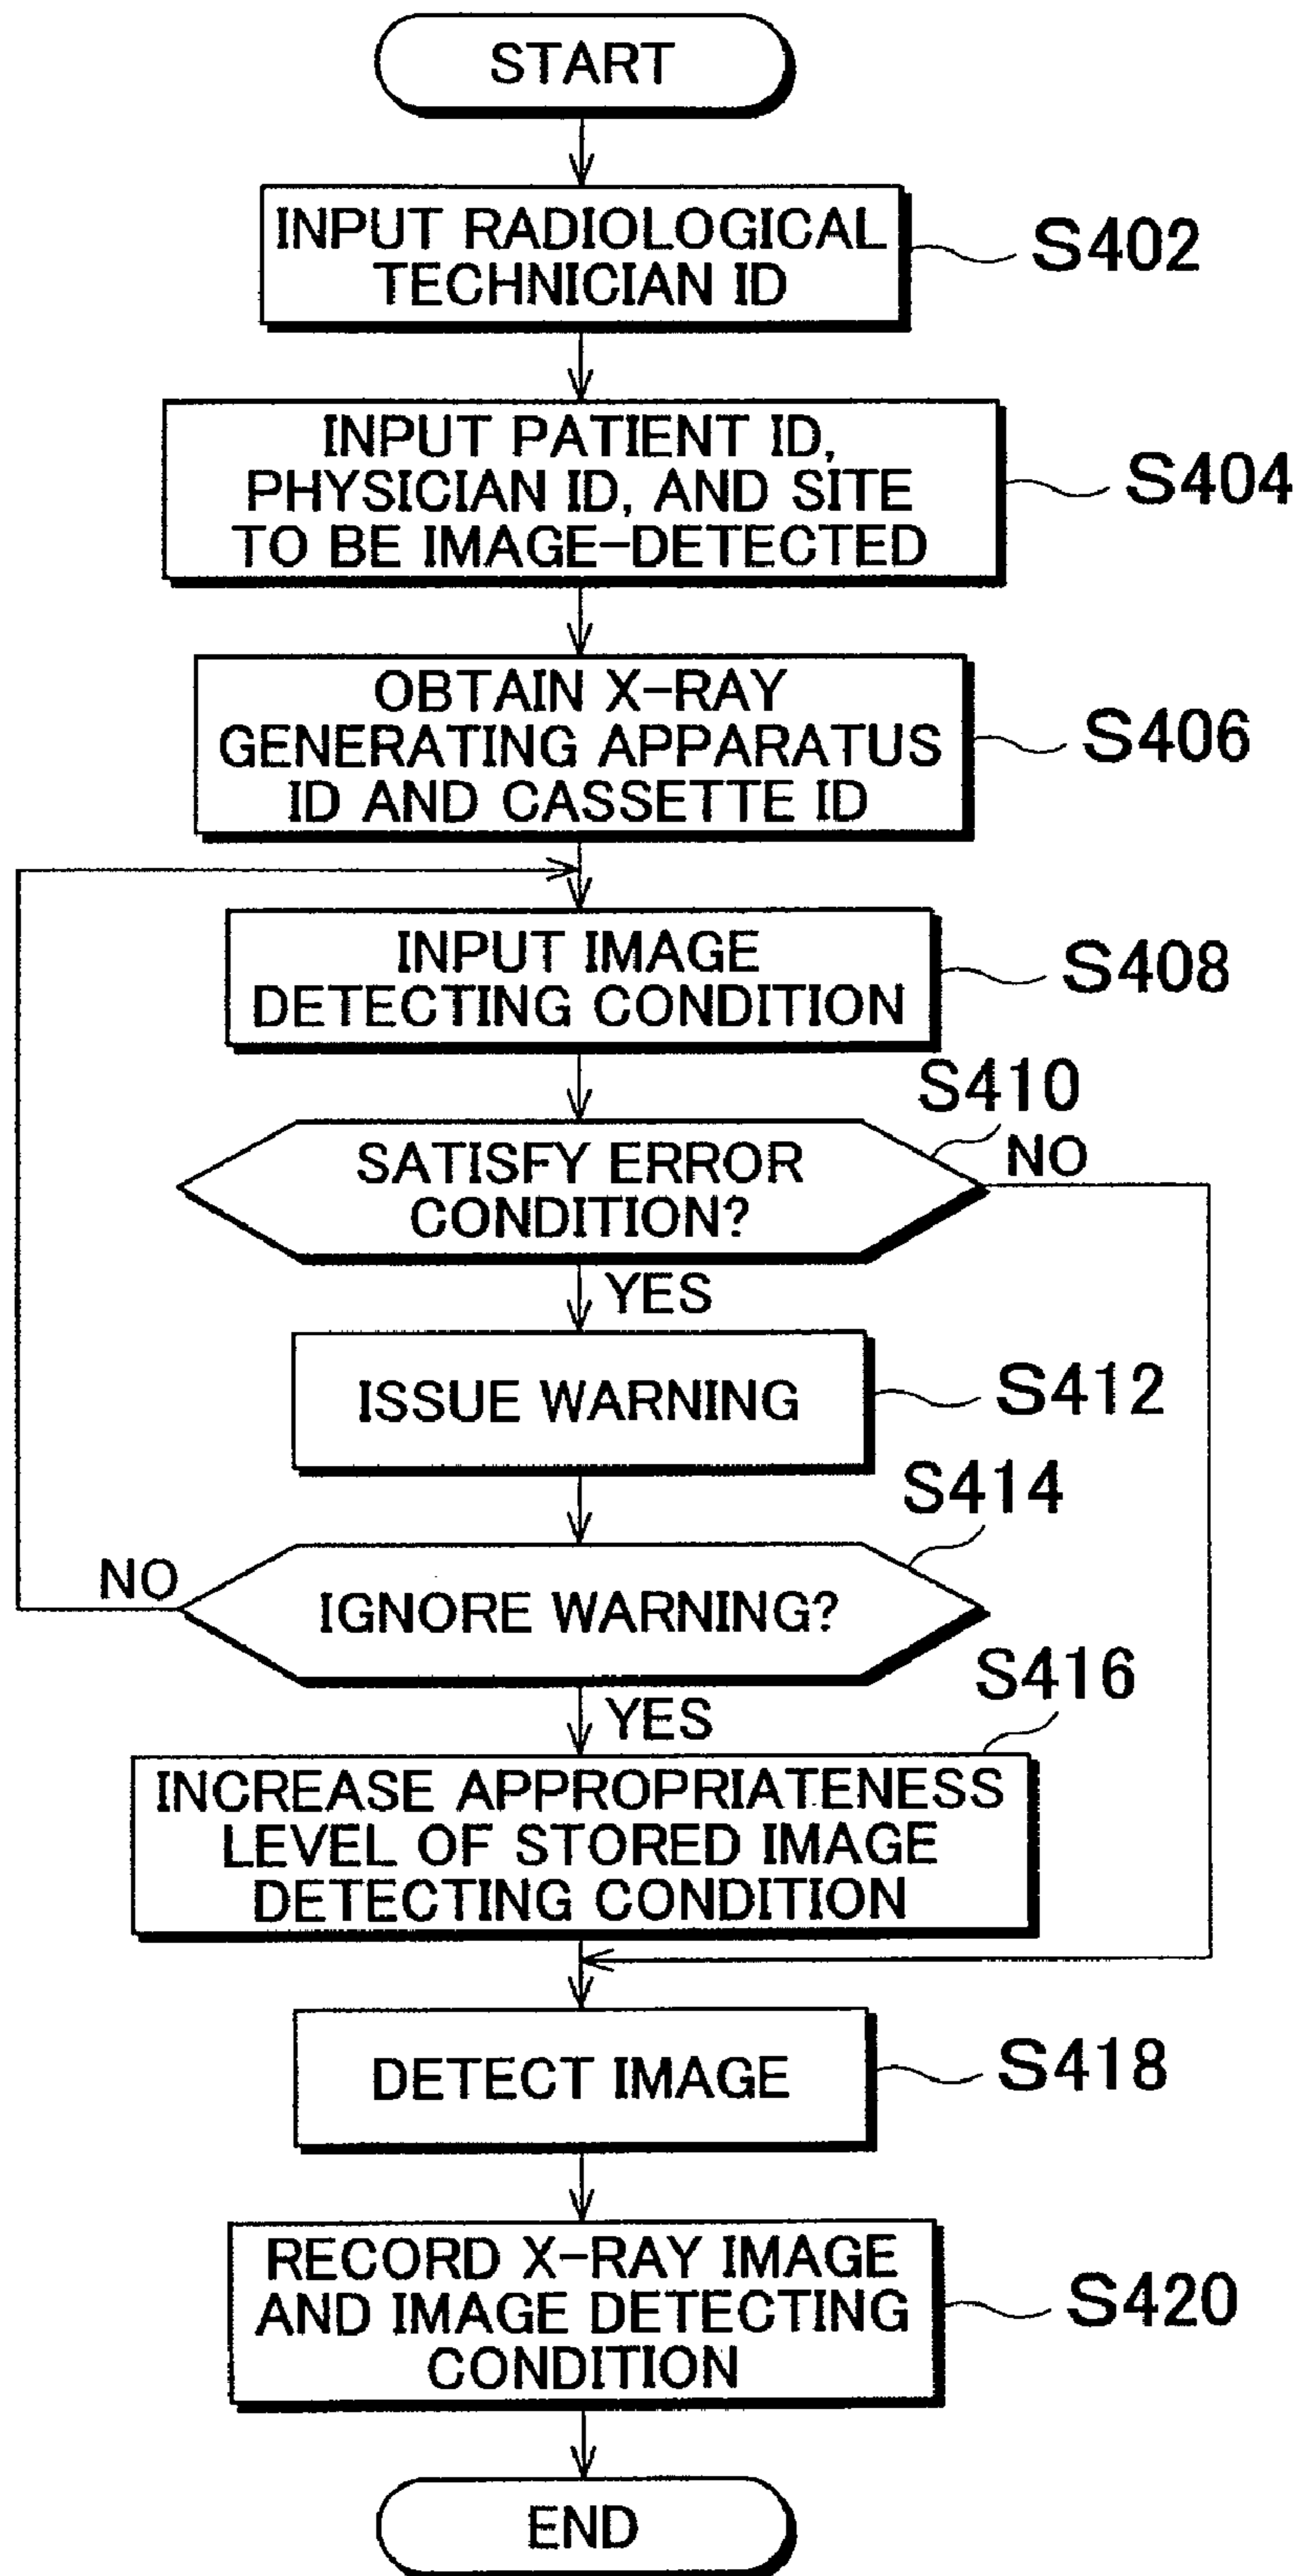 START
INPUT RADIOLOGICAL
TECHNICIAN ID
S402
INPUT PATIENT ID,
PHYSICIAN ID, AND SITE
TO BE IMAGE-DETECTED
S404
OBTAIN X-RAY
GENERATING APPARATUS
ID AND CASSETTE ID
S406
INPUT IMAGE
DETECTING CONDITION
S408
S410
SATISFY ERROR
CONDITION?
NO
YES
ISSUE WARNING
S412
S414
NO
IGNORE WARNING?
YES
S416
INCREASE APPROPRIATENESS
LEVEL OF STORED IMAGE
DETECTING CONDITION
DETECT IMAGE
S418
RECORD X-RAY IMAGE
AND IMAGE DETECTING
CONDITION
S420
END